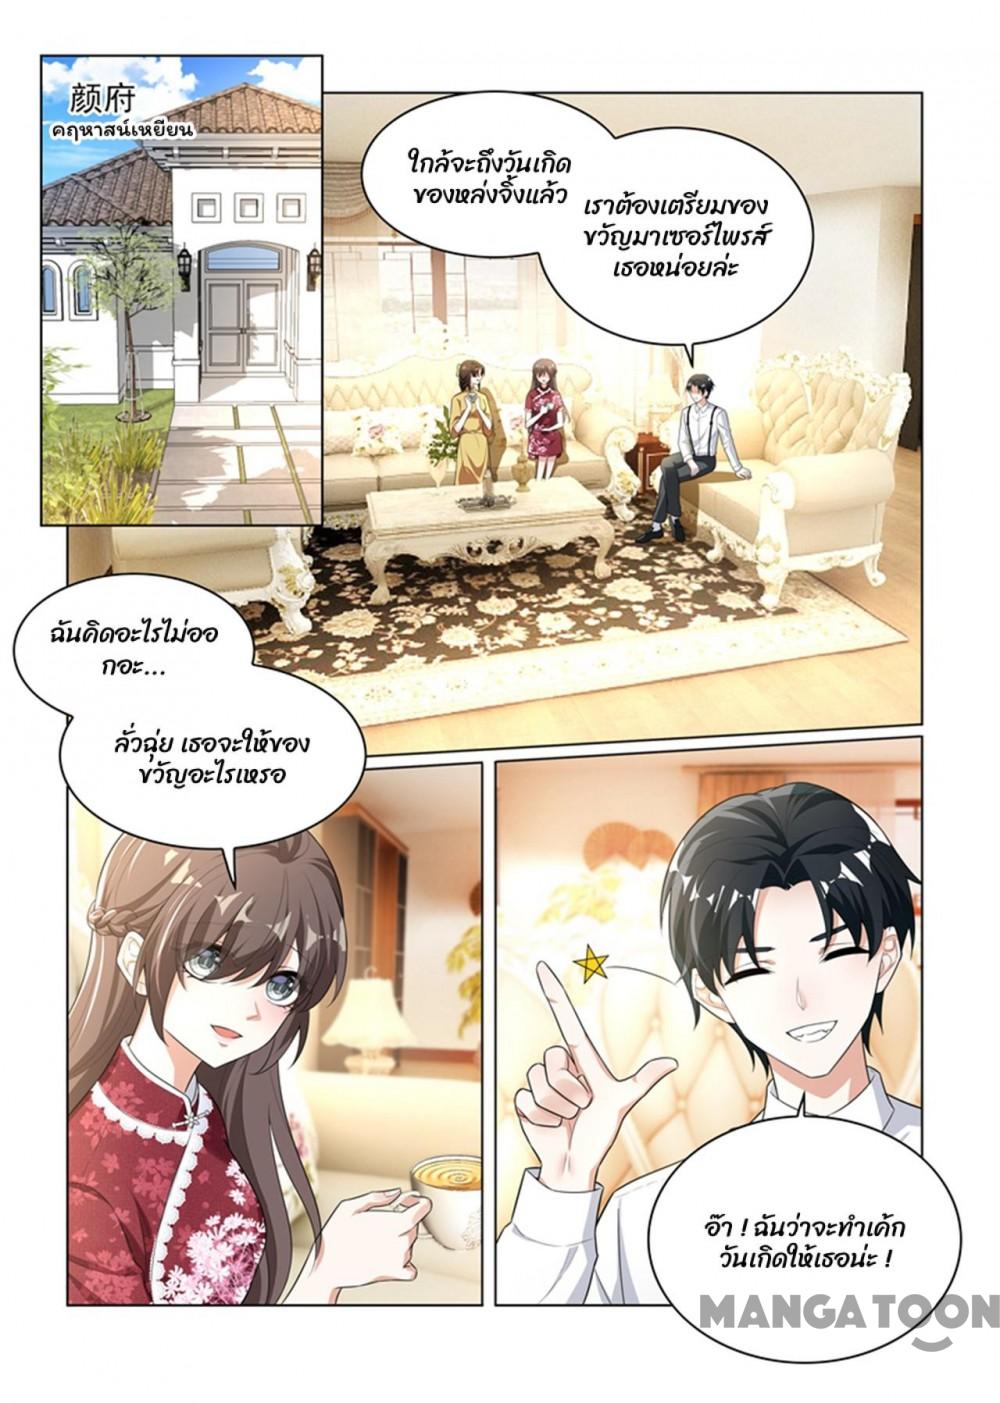 颜府
คฤหาสน์เหยียน
ใกล้จะถึงวันเกิด
ของหล่งจิ้งแล้ว
เราต้องเตรียมของ
ขวัญมาเซอร์ไพรส์
เธอหน่อยล่ะ
ฉันคิดอะไรไม่ออ
กอะ...
ลั่วฉุ่ย เธอจะให้ของ
ขวัญอะไรเหรอ
อ๊า ! ฉันว่าจะทำเค้ก
วันเกิดให้เธอน่ะ !
MANGATOON